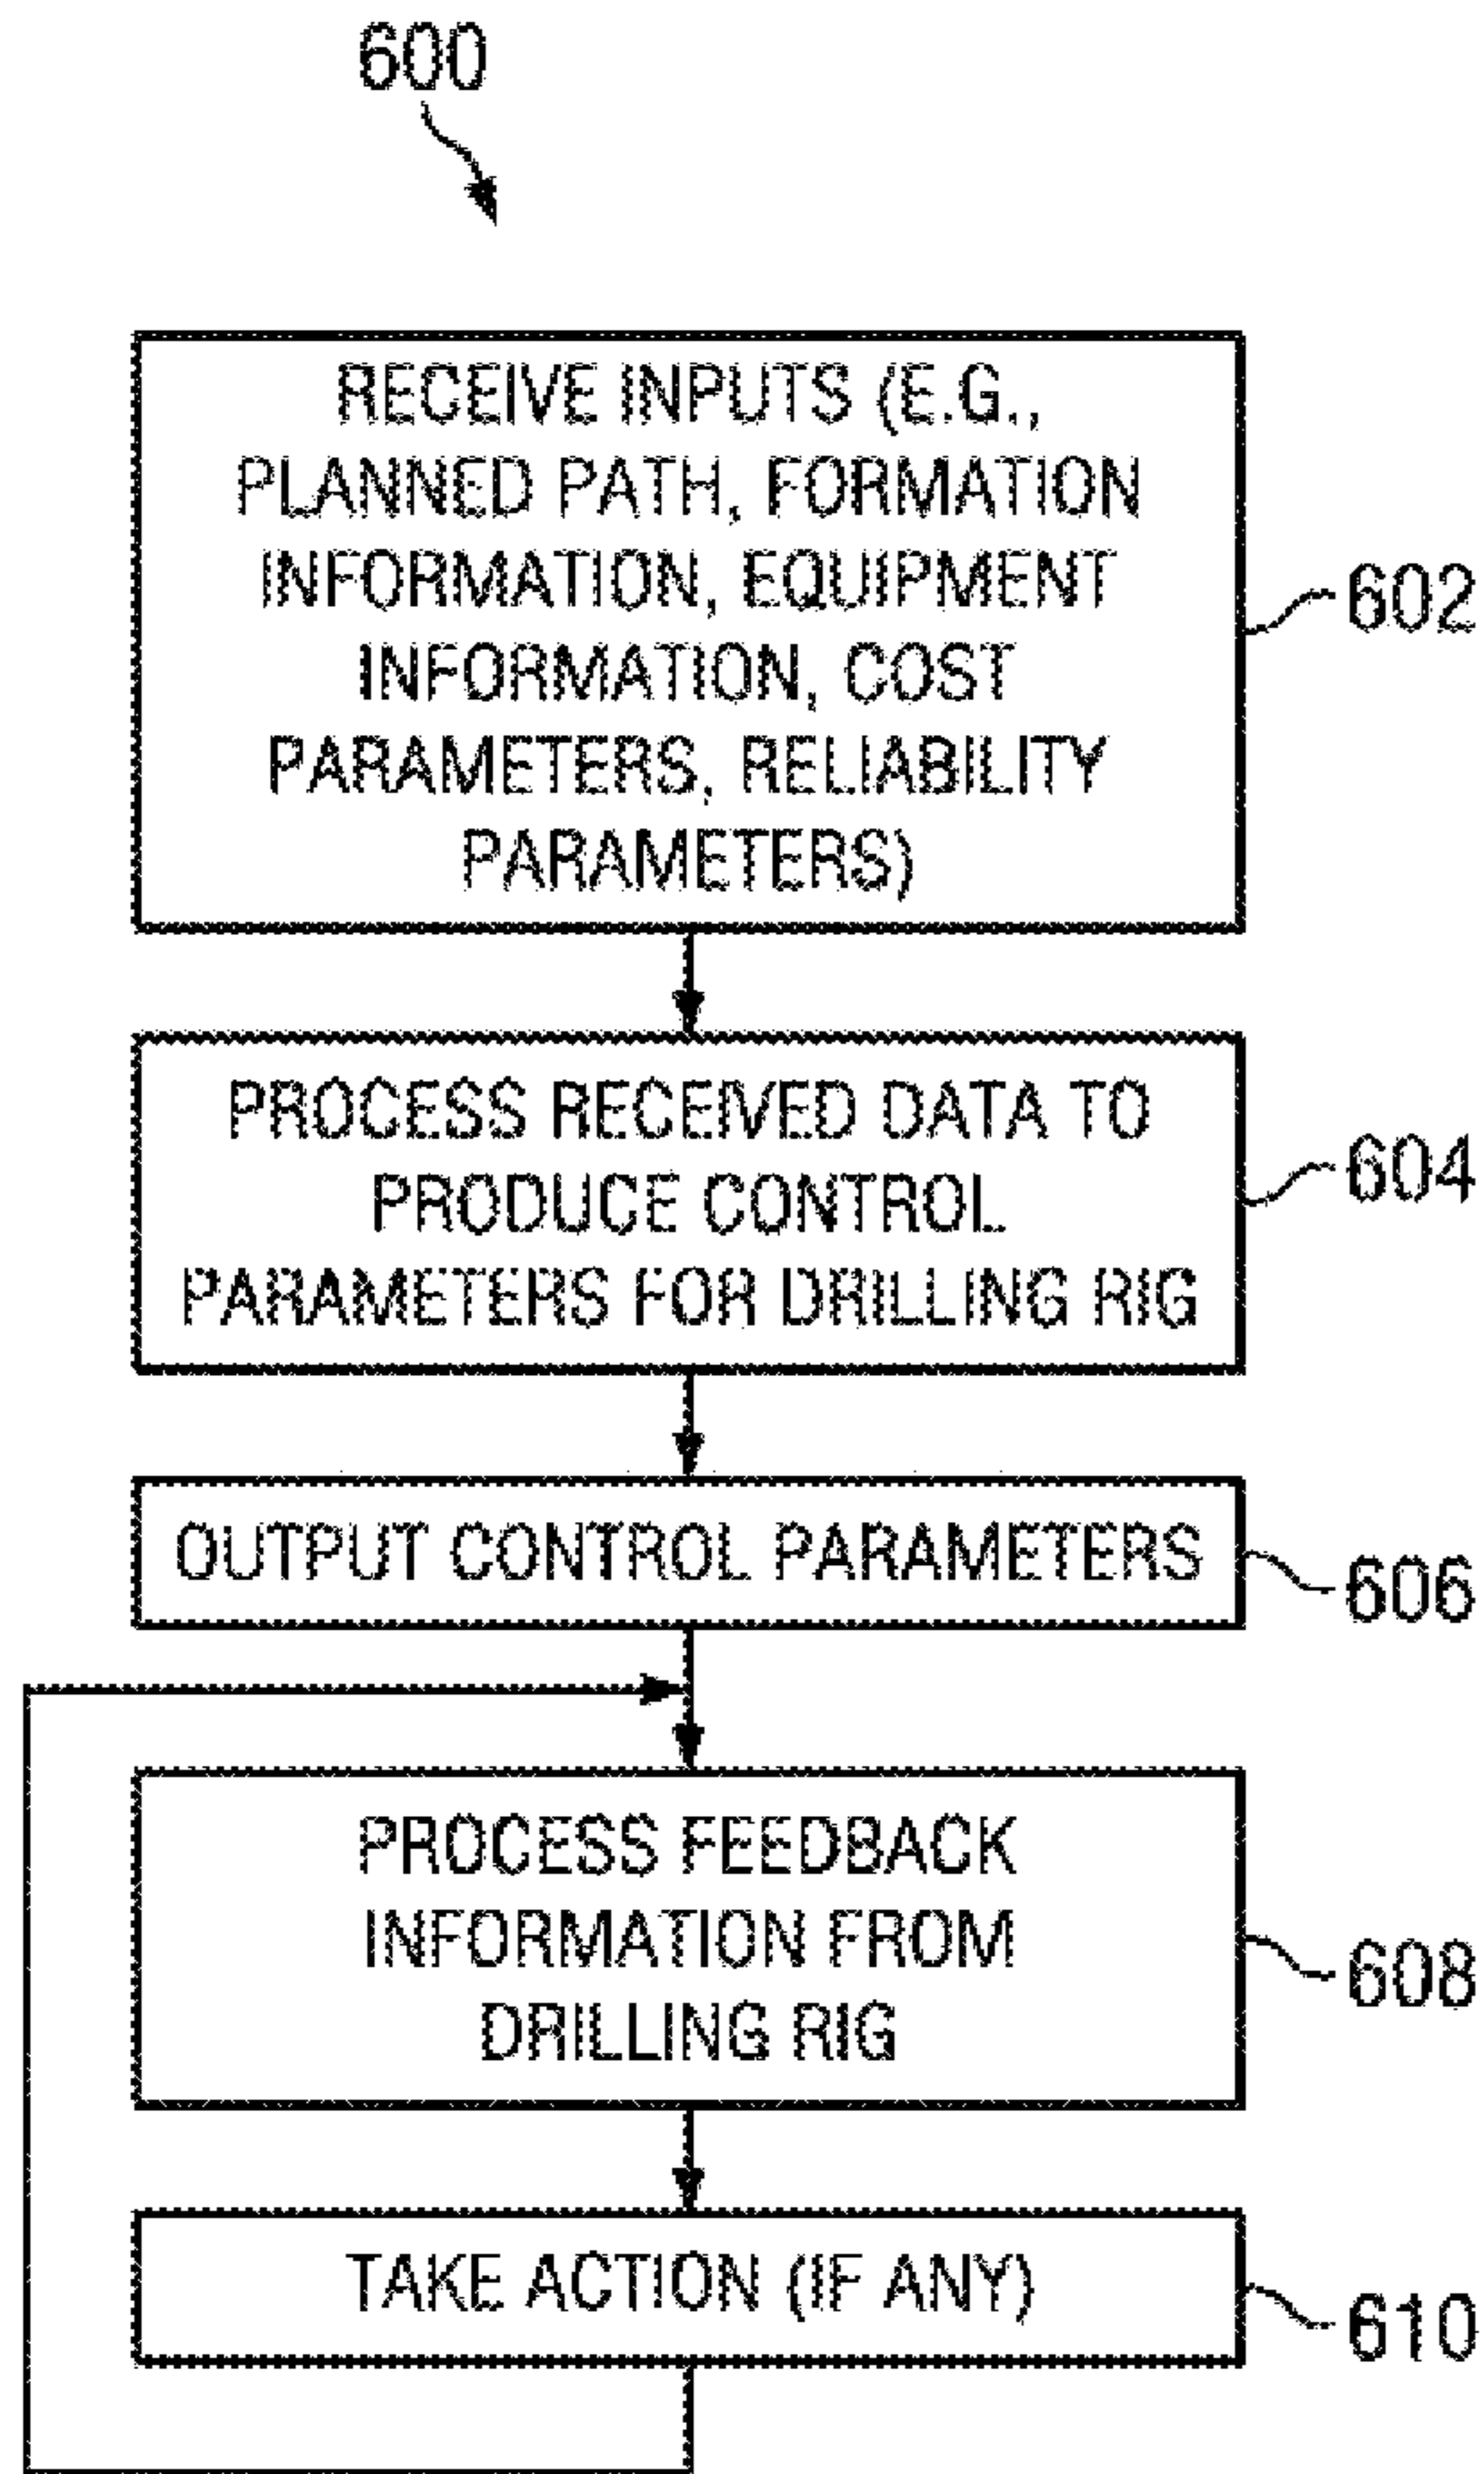 600
RECEIVE INPUTS (E.G.,
PLANNED PATH, FORMATION
INFORMATION, EQUIPMENT
INFORMATION, COST
PARAMETERS, RELIABILITY
PARAMETERS)
602
PROCESS RECEIVED DATA TO
PRODUCE CONTROL
PARAMETERS FOR DRILLING RIG
604
OUTPUT CONTROL PARAMETERS
606
PROCESS FEEDBACK
INFORMATION FROM
DRILLING RIG
608
TAKE ACTION (IF ANY)
610